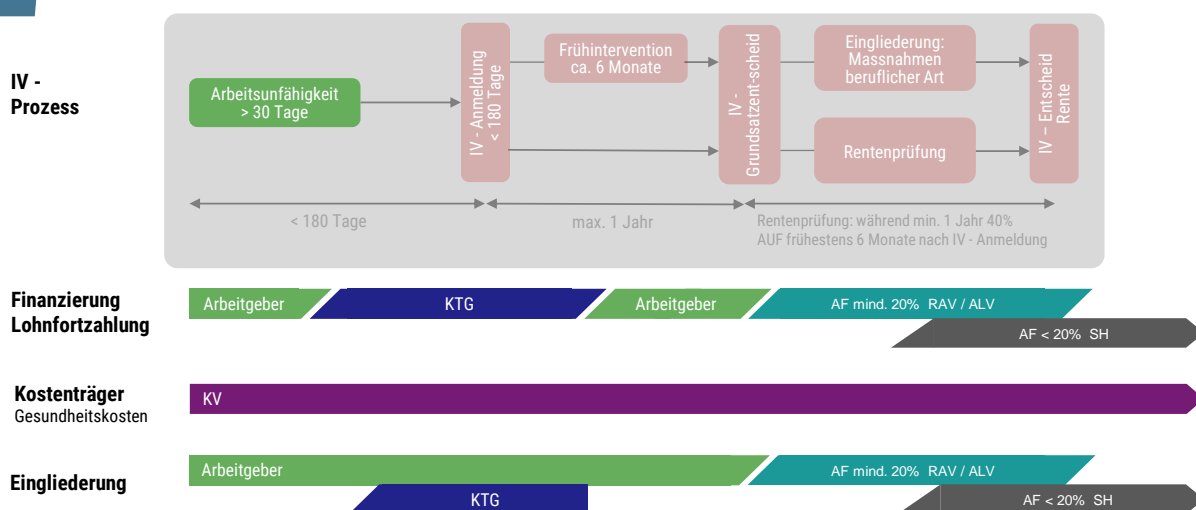 IV -
Prozess
Arbeitsunfähigkeit
> 30 Tage
IV - Anmeldung
< 180 Tage
Frühintervention
ca. 6 Monate
IV -
Grundsatzent-scheid
Eingliederung:
Massnahmen
beruflicher Art
Rentenprüfung
IV – Entscheid
Rente
< 180 Tage
max. 1 Jahr
Rentenprüfung: während min. 1 Jahr 40%
AUF frühestens 6 Monate nach IV - Anmeldung
Finanzierung
Lohnfortzahlung
Arbeitgeber
KTG
Arbeitgeber
AF mind. 20% RAV / ALV
AF < 20% SH
Kostenträger
Gesundheitskosten
KV
Eingliederung
Arbeitgeber
KTG
AF mind. 20% RAV / ALV
AF < 20% SH